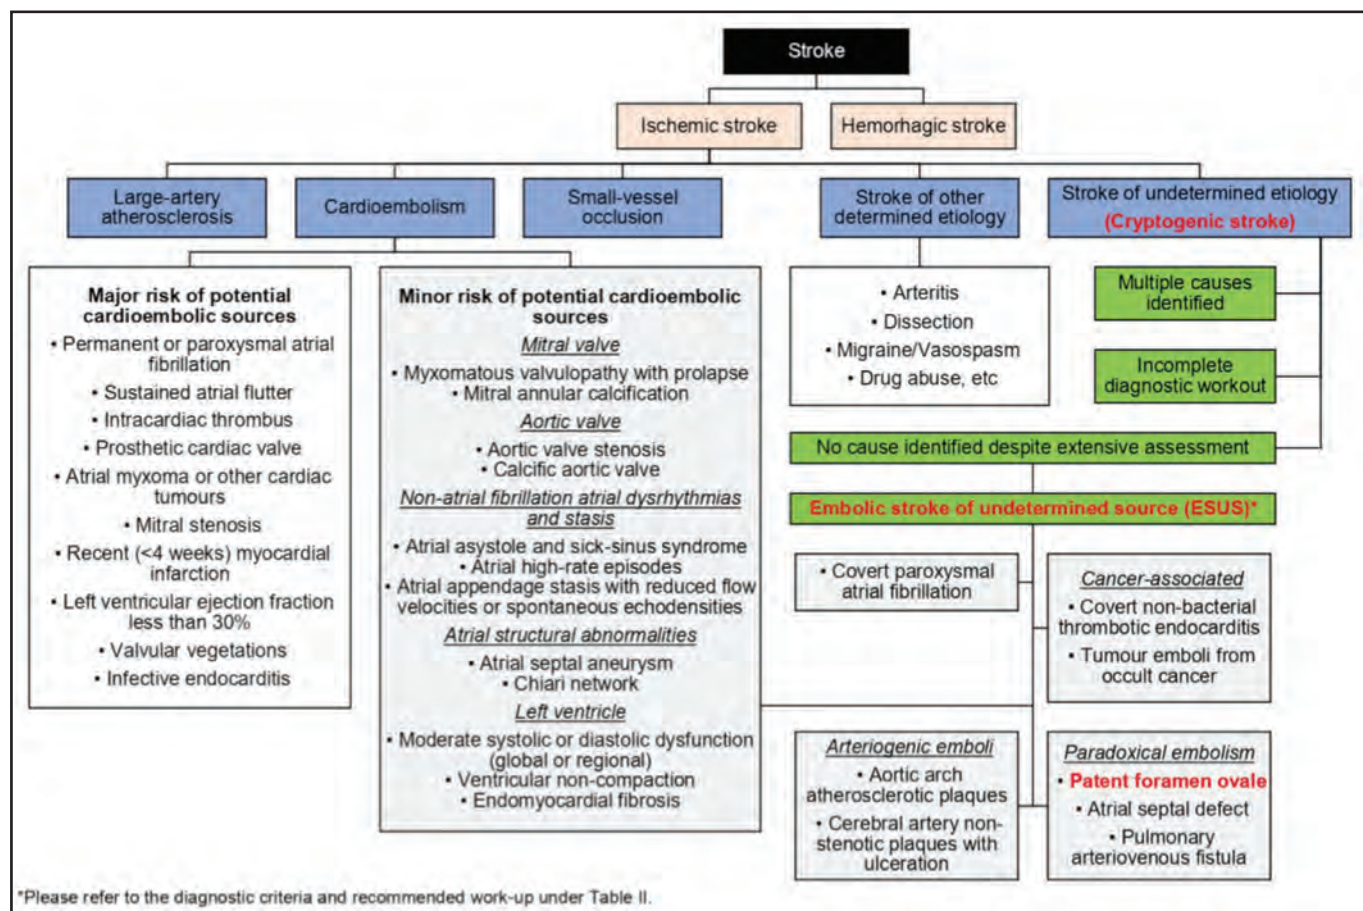 Stroke
Ischemic stroke
Hemorhagic stroke
Large-artery
atherosclerosis
Cardioembolism
Small-vessel
occlusion
Stroke of other
determined etiology
Stroke of undetermined etiology
(Cryptogenic stroke)
Major risk of potential
cardioembolic sources
• Permanent or paroxysmal atrial
fibrillation
• Sustained atrial flutter
• Intracardiac thrombus
• Prosthetic cardiac valve
• Atrial myxoma or other cardiac
tumours
• Mitral stenosis
• Recent (<4 weeks) myocardial
infarction
• Left ventricular ejection fraction
less than 30%
• Valvular vegetations
• Infective endocarditis
Minor risk of potential cardioembolic
sources
Mitral valve
• Myxomatous valvulopathy with prolapse
• Mitral annular calcification
Aortic valve
• Aortic valve stenosis
• Calcific aortic valve
Non-atrial fibrillation atrial dysrhythmias
and stasis
• Atrial asystole and sick-sinus syndrome
• Atrial high-rate episodes
• Atrial appendage stasis with reduced flow
velocities or spontaneous echodensities
Atrial structural abnormalities
• Atrial septal aneurysm
• Chiari network
Left ventricle
• Moderate systolic or diastolic dysfunction
(global or regional)
• Ventricular non-compaction
• Endomyocardial fibrosis
• Arteritis
• Dissection
• Migraine/Vasospasm
• Drug abuse, etc
Multiple causes
identified
Incomplete
diagnostic workout
No cause identified despite extensive assessment
Embolic stroke of undetermined source (ESUS)*
• Covert paroxysmal
atrial fibrillation
Cancer-associated
• Covert non-bacterial
thrombotic endocarditis
• Tumour emboli from
occult cancer
Arteriogenic emboli
• Aortic arch
atherosclerotic plaques
• Cerebral artery non-
stenotic plaques with
ulceration
Paradoxical embolism
• Patent foramen ovale
• Atrial septal defect
• Pulmonary
arteriovenous fistula
*Please refer to the diagnostic criteria and recommended work-up under Table II.